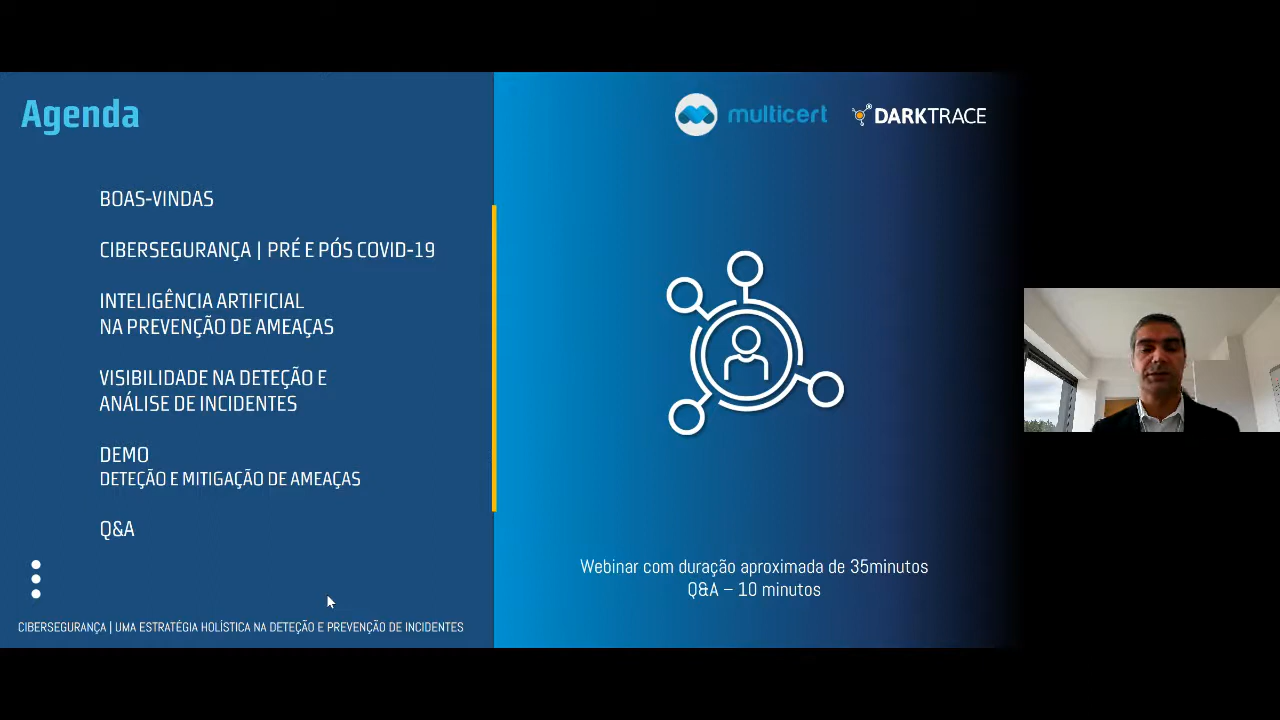 Agenda
multicert
DARKTRACE
BOAS-VINDAS
CIBERSEGURANÇA | PRÉ E PÓS COVID-19
INTELIGÊNCIA ARTIFICIAL
NA PREVENÇÃO DE AMEAÇAS
VISIBILIDADE NA DETEÇÃO E
ANÁLISE DE INCIDENTES
DEMO
DETEÇÃO E MITIGAÇÃO DE AMEAÇAS
Q&A
Webinar com duração aproximada de 35minutos
Q&A – 10 minutos
CIBERSEGURANÇA | UMA ESTRATÉGIA HOLÍSTICA NA DETEÇÃO E PREVENÇÃO DE INCIDENTES